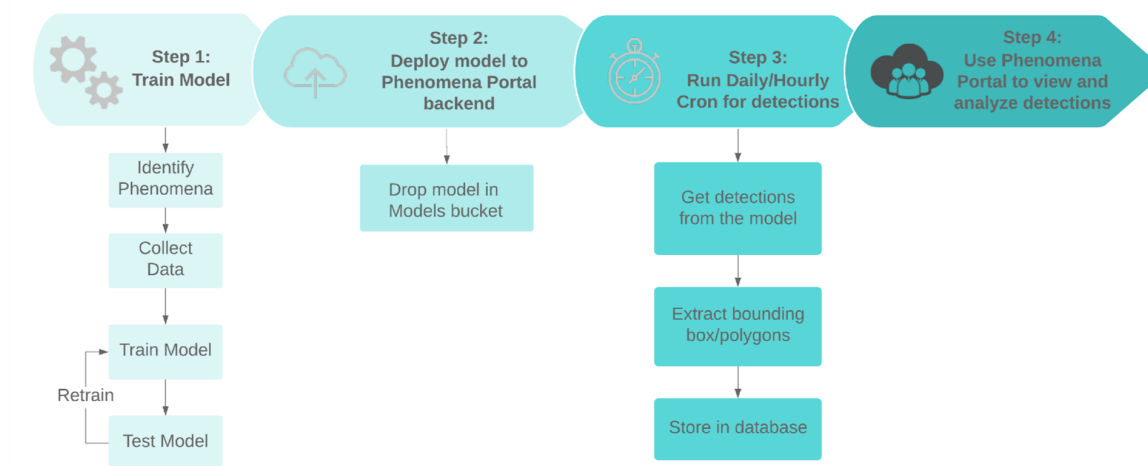 Step 1:
Train Model
Step 2:
Deploy model to
Phenomena Portal
backend
Step 3:
Run Daily/Hourly
Cron for detections
Step 4:
Use Phenomena
Portal to view and
analyze detections
Identify
Phenomena
Collect
Data
Train Model
Retrain
Test Model
Drop model in
Models bucket
Get detections
from the model
Extract bounding
box/polygons
Store in database